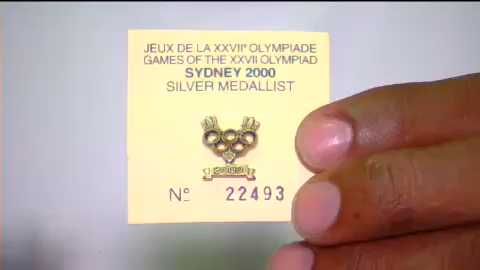 JEUX DE LA XXVIIᵉ OLYMPIADE
GAMES OF THE XXVII OLYMPIAD
SYDNEY 2000
SILVER MEDALLIST
2000
Nº 22493